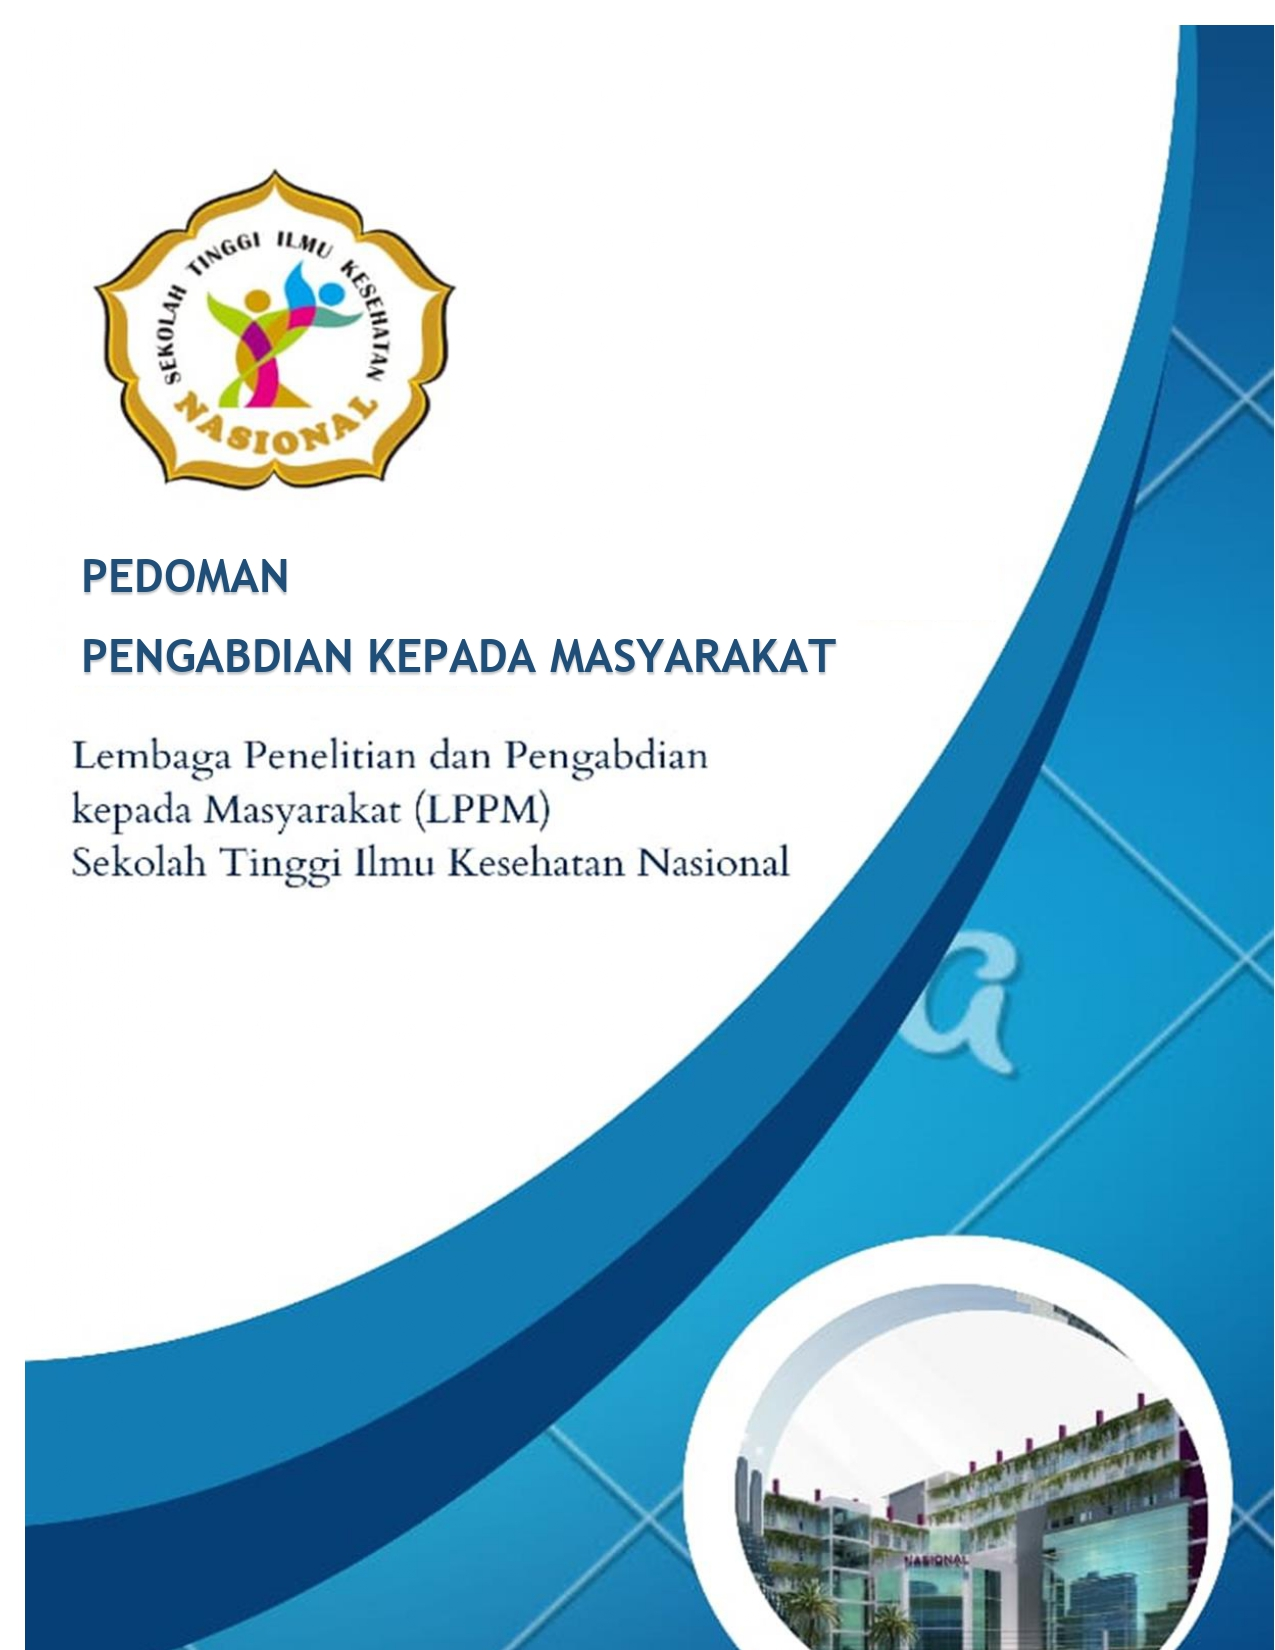 SEKOLAH TINGGI ILMU KESEHATAN
NASIONAL
PEDOMAN
PENGABDIAN KEPADA MASYARAKAT
Lembaga Penelitian dan Pengabdian
kepada Masyarakat (LPPM)
Sekolah Tinggi Ilmu Kesehatan Nasional
a
NASIONAL